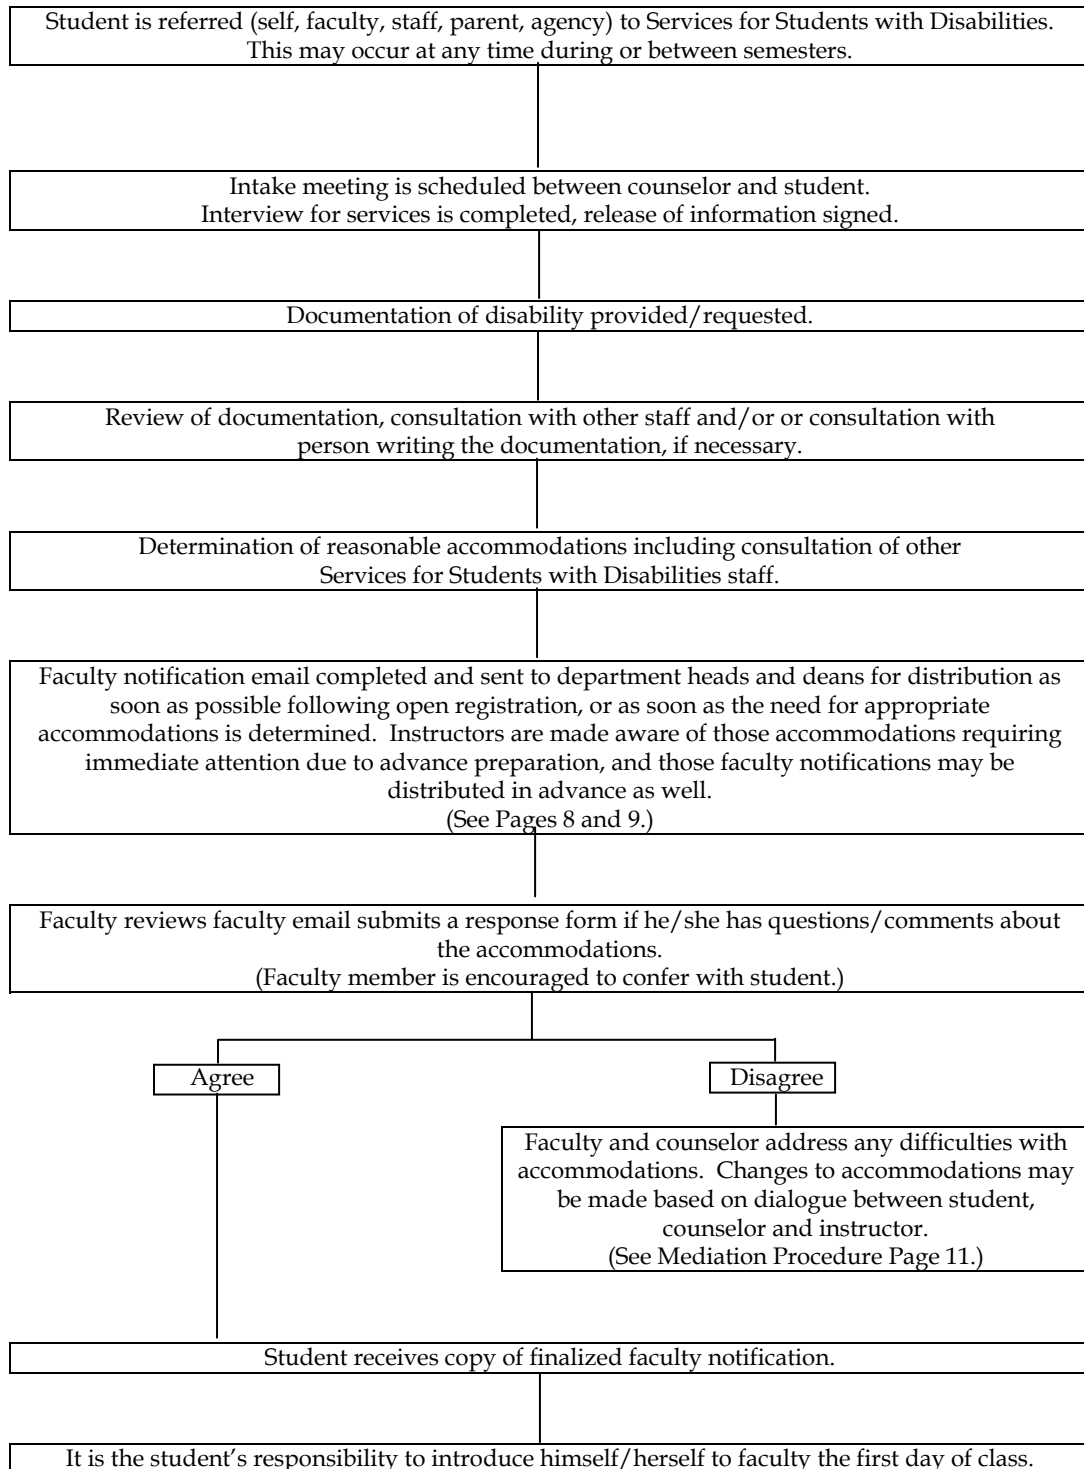 Student is referred (self, faculty, staff, parent, agency) to Services for Students with Disabilities.
This may occur at any time during or between semesters.
Intake meeting is scheduled between counselor and student.
Interview for services is completed, release of information signed.
Documentation of disability provided/requested.
Review of documentation, consultation with other staff and/or or consultation with
person writing the documentation, if necessary.
Determination of reasonable accommodations including consultation of other
Services for Students with Disabilities staff.
Faculty notification email completed and sent to department heads and deans for distribution as
soon as possible following open registration, or as soon as the need for appropriate
accommodations is determined.  Instructors are made aware of those accommodations requiring
immediate attention due to advance preparation, and those faculty notifications may be
distributed in advance as well.
(See Pages 8 and 9.)
Faculty reviews faculty email submits a response form if he/she has questions/comments about
the accommodations.
(Faculty member is encouraged to confer with student.)
Agree
Disagree
Faculty and counselor address any difficulties with
accommodations.  Changes to accommodations may
be made based on dialogue between student,
counselor and instructor.
(See Mediation Procedure Page 11.)
Student receives copy of finalized faculty notification.
It is the student’s responsibility to introduce himself/herself to faculty the first day of class.